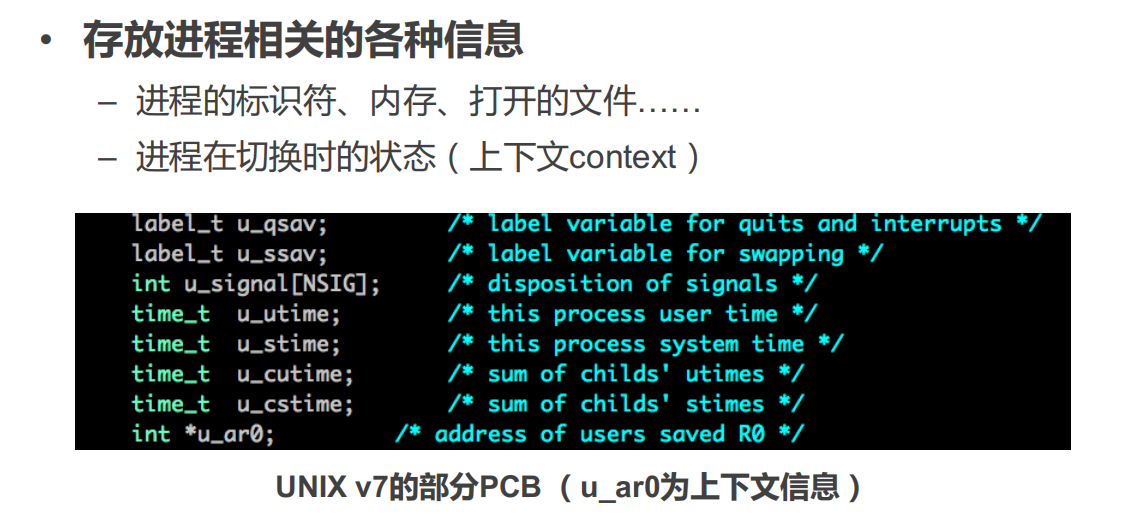 • 存放进程相关的各种信息
– 进程的标识符、内存、打开的文件……
– 进程在切换时的状态（上下文context）
label_t u_qsav; /* label variable for quits and interrupts */
label_t u_ssav; /* label variable for swapping */
int u_signal[NSIG]; /* disposition of signals */
time_t u_utime; /* this process user time */
time_t u_stime; /* this process system time */
time_t u_cutime; /* sum of childs' utimes */
time_t u_cstime; /* sum of childs' stimes */
int *u_ar0; /* address of users saved R0 */
UNIX v7的部分PCB （u_ar0为上下文信息）